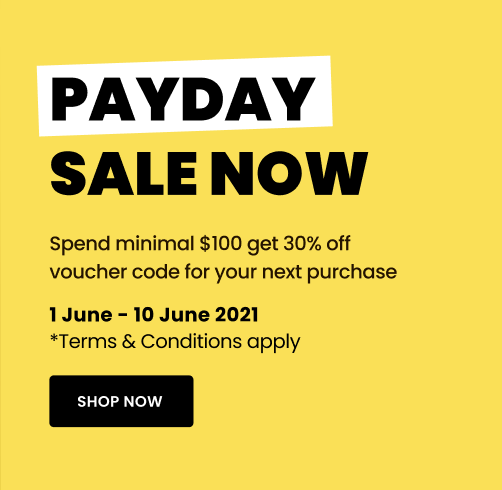 PAYDAY
SALE NOW
Spend minimal $100 get 30% off
voucher code for your next purchase
1 June - 10 June 2021
*Terms & Conditions apply
SHOP NOW